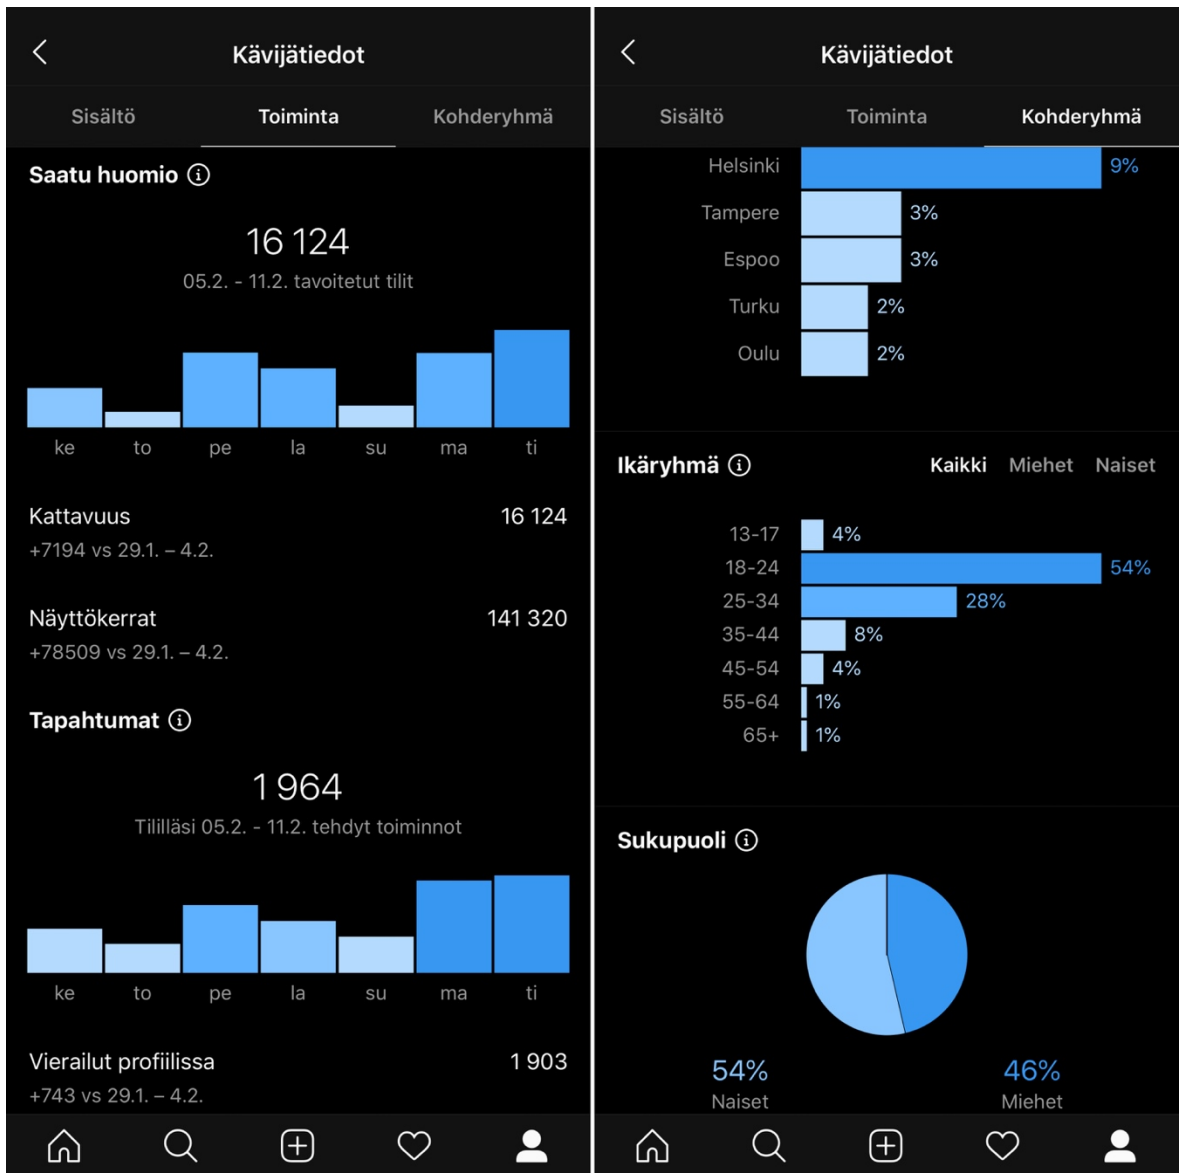 Kävijätiedot
Sisältö Toiminta Kohderyhmä
Saatu huomio
16 124
05.2. - 11.2. tavoitetut tilit
ke to pe la su ma ti
Kattavuus 16 124
+7194 vs 29.1. – 4.2.
Näyttökerrat 141 320
+78509 vs 29.1. – 4.2.
Tapahtumat
1 964
Tililläsi 05.2. - 11.2. tehdyt toiminnot
ke to pe la su ma ti
Vierailut profiilissa 1 903
+743 vs 29.1. – 4.2.
Kävijätiedot
Sisältö Toiminta Kohderyhmä
Helsinki 9%
Tampere 3%
Espoo 3%
Turku 2%
Oulu 2%
Ikäryhmä Kaikki Miehet Naiset
13-17 4%
18-24 54%
25-34 28%
35-44 8%
45-54 4%
55-64 1%
65+ 1%
Sukupuoli
54% 46%
Naiset Miehet